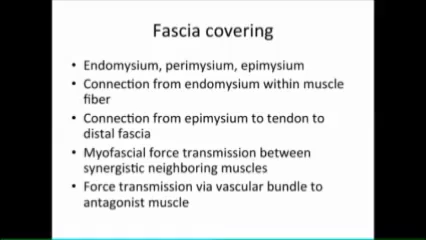 Fascia covering
• Endomysium, perimysium, epimysium
• Connection from endomysium within muscle
fiber
• Connection from epimysium to tendon to
distal fascia
• Myofascial force transmission between
synergistic neighboring muscles
• Force transmission via vascular bundle to
antagonist muscle